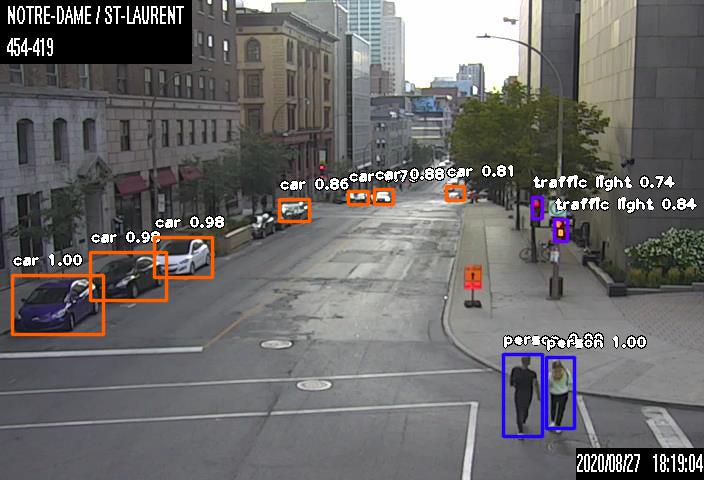 NOTRE-DAME / ST-LAURENT
454-419
car 0.81
car 0.88
car 0.86
traffic light 0.74
traffic light 0.84
car 0.98
car 0.98
car 1.00
person
person 1.00
2020/08/27 18:19:04